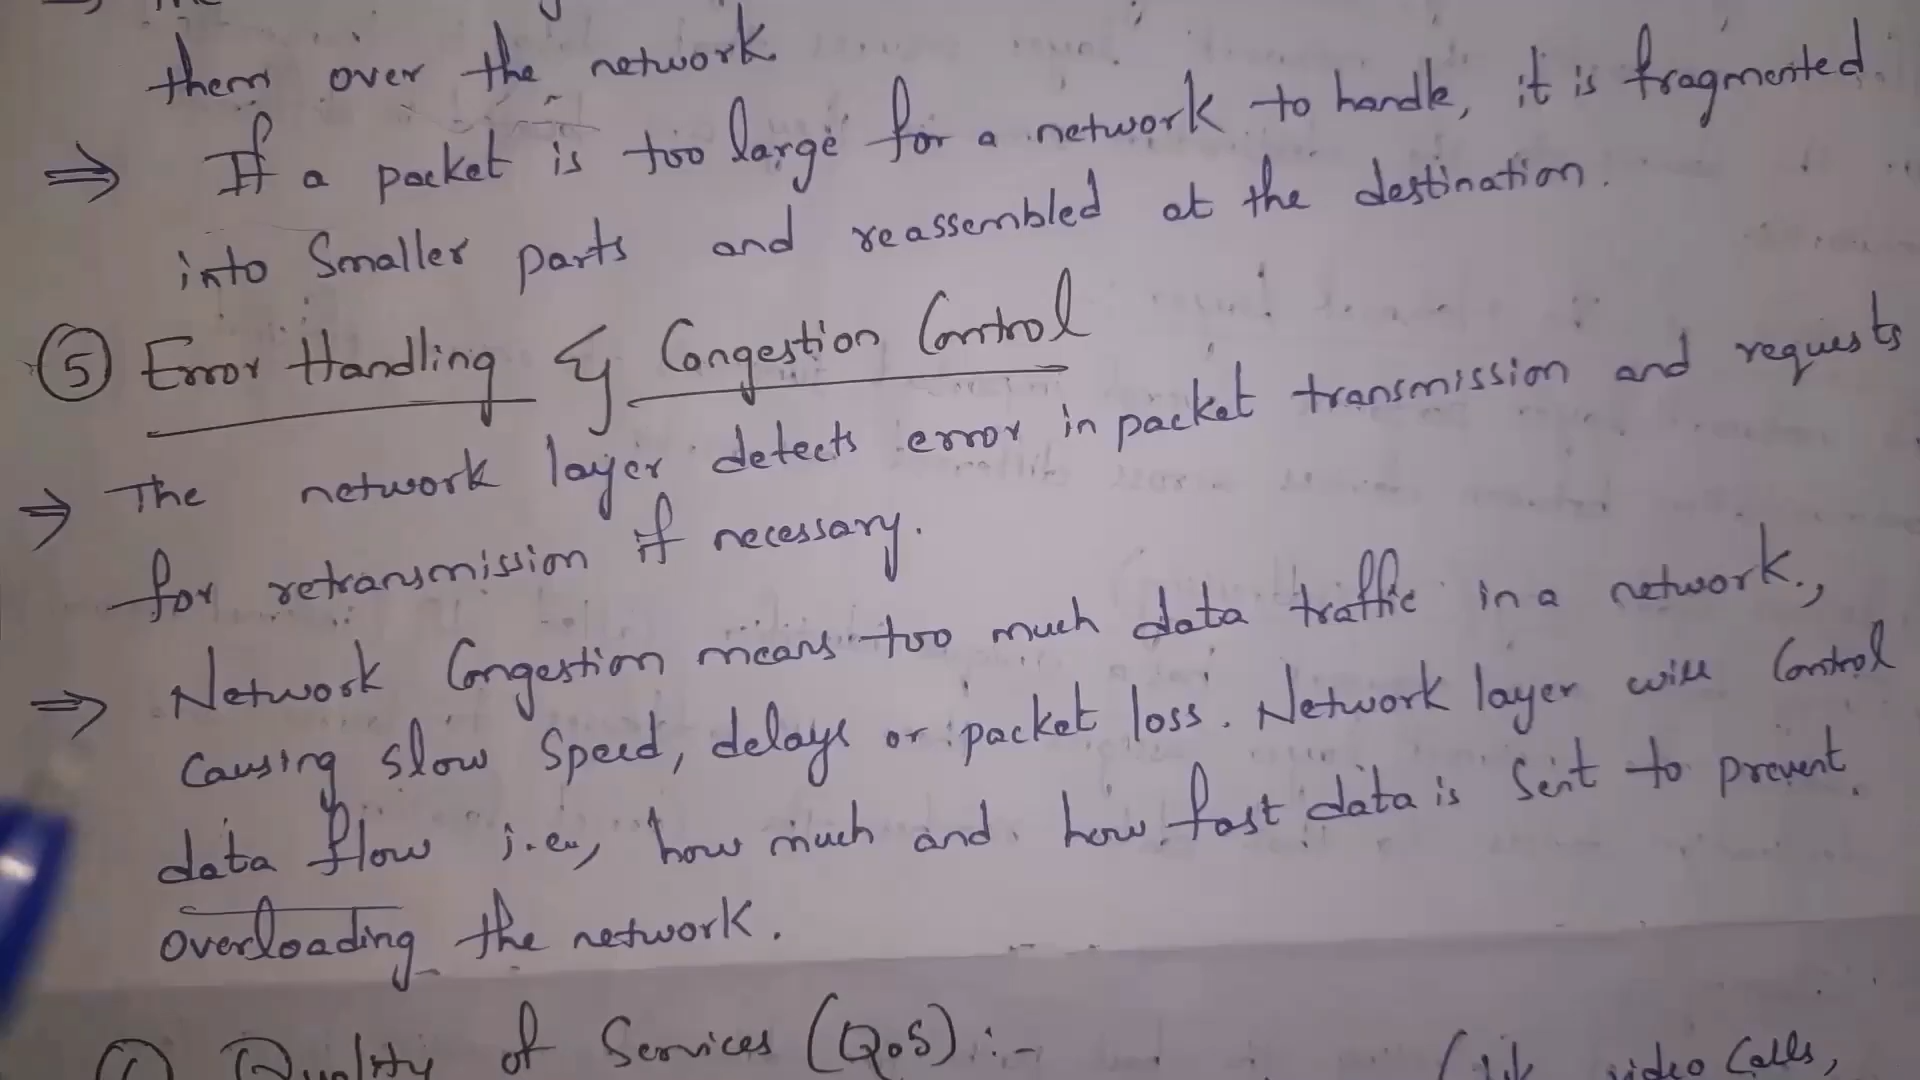 them over the network
⇒ If a packet is too large for a network to handle, it is fragmented
into Smaller parts and reassembled at the destination.
⑤ Error Handling & Congestion Control
⇒ The network layer detects error in packet transmission and requests
for retransmission if necessary.
⇒ Network Congestion means too much data traffic in a network.,
causing slow speed, delays or packet loss. Network layer will Control
data flow i.e., how much and how fast data is sent to prevent
overloading the network.
Quality of Services (QoS):-
video calls,